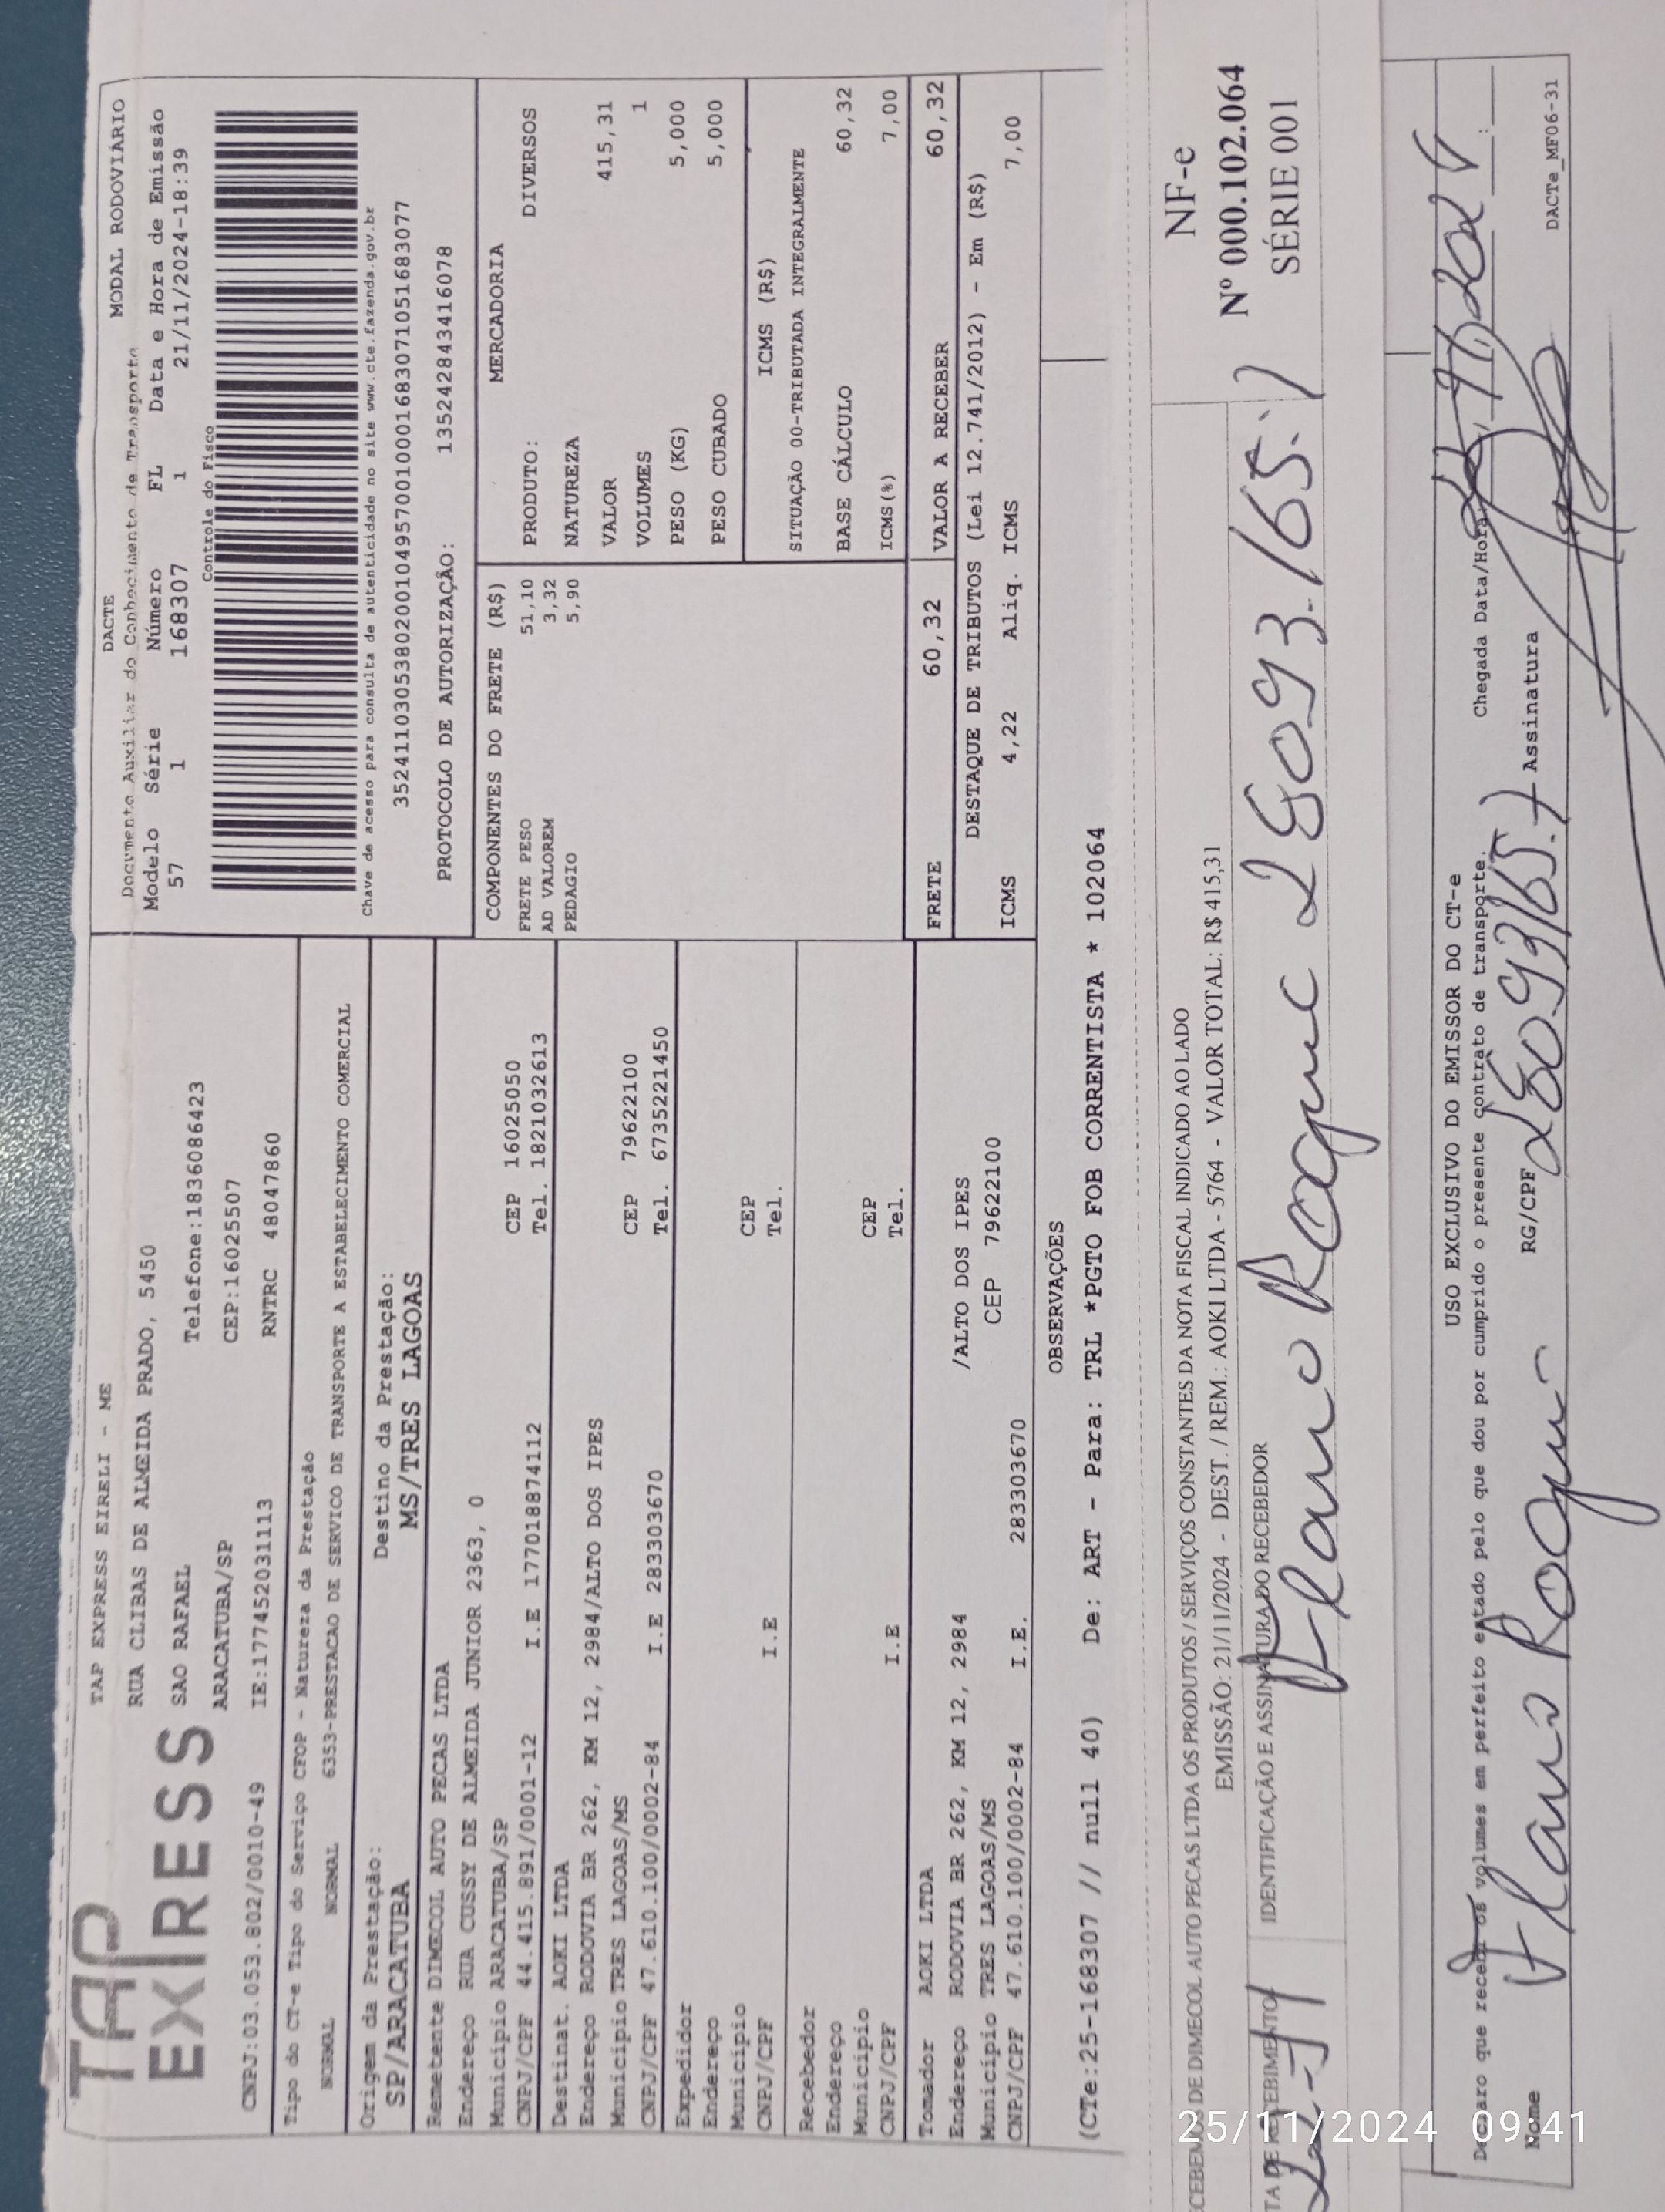 TAP
EXPRESS
TAP EXPRESS EIRELI - ME
RUA CLIBAS DE ALMEIDA PRADO, 5450
SAO RAFAEL Telefone:1836086423
ARACATUBA/SP CEP:16025507
CNPJ:03.053.802/0010-49 IE:177452031113 RNTRC 48047860
Tipo do CT-e Tipo do Serviço CFOP - Natureza da Prestação
NORMAL NORMAL 6353-PRESTACAO DE SERVICO DE TRANSPORTE A ESTABELECIMENTO COMERCIAL
Origem da Prestação: Destino da Prestação:
SP/ARACATUBA MS/TRES LAGOAS
Remetente DIMECOL AUTO PECAS LTDA
Endereço RUA CUSSY DE ALMEIDA JUNIOR 2363, 0
Município ARACATUBA/SP CEP 16025050
CNPJ/CPF 44.415.891/0001-12 I.E 177018874112 Tel. 1821032613
Destinat. AOKI LTDA
Endereço RODOVIA BR 262, KM 12, 2984/ALTO DOS IPES
Município TRES LAGOAS/MS CEP 79622100
CNPJ/CPF 47.610.100/0002-84 I.E 283303670 Tel. 6735221450
Expedidor
Endereço
Município CEP
CNPJ/CPF I.E Tel.
Recebedor
Endereço
Município CEP
CNPJ/CPF I.E Tel.
Tomador AOKI LTDA
Endereço RODOVIA BR 262, KM 12, 2984 /ALTO DOS IPES
Município TRES LAGOAS/MS CEP 79622100
CNPJ/CPF 47.610.100/0002-84 I.E. 283303670
DACTE MODAL RODOVIÁRIO
Documento Auxiliar do Conhecimento de Transporte
Modelo Série Número FL Data e Hora de Emissão
57 1 168307 1 21/11/2024-18:39
Controle do Fisco
Chave de acesso para consulta de autenticidade no site www.cte.fazenda.gov.br
35241103053802001049570010001683071051683077
PROTOCOLO DE AUTORIZAÇÃO: 135242843416078
COMPONENTES DO FRETE (R$)
FRETE PESO 51,10
AD VALOREM 3,32
PEDAGIO 5,90
MERCADORIA
PRODUTO: DIVERSOS
NATUREZA
VALOR 415,31
VOLUMES 1
PESO (KG) 5,000
PESO CUBADO 5,000
ICMS (R$)
SITUAÇÃO 00-TRIBUTADA INTEGRALMENTE
BASE CÁLCULO 60,32
ICMS(%) 7,00
FRETE 60,32 VALOR A RECEBER 60,32
DESTAQUE DE TRIBUTOS (Lei 12.741/2012) - Em (R$)
ICMS 4,22 Aliq. ICMS 7,00
OBSERVAÇÕES
(CTe:25-168307 // null 40) De: ART - Para: TRL *PGTO FOB CORRENTISTA * 102064
DE DIMECOL AUTO PECAS LTDA OS PRODUTOS / SERVIÇOS CONSTANTES DA NOTA FISCAL INDICADO AO LADO
EMISSÃO: 21/11/2024 - DEST. / REM.: AOKI LTDA - 5764 - VALOR TOTAL: R$ 415,31
IDENTIFICAÇÃO E ASSINATURA DO RECEBEDOR
NF-e
Nº 000.102.064
SÉRIE 001
USO EXCLUSIVO DO EMISSOR DO CT-e
Declaro que recebi os volumes em perfeito estado pelo que dou por cumprido o presente contrato de transporte.
Chegada Data/Hora
Nome RG/CPF Assinatura
DACTe_MF06-31
25/11/2024 09:41